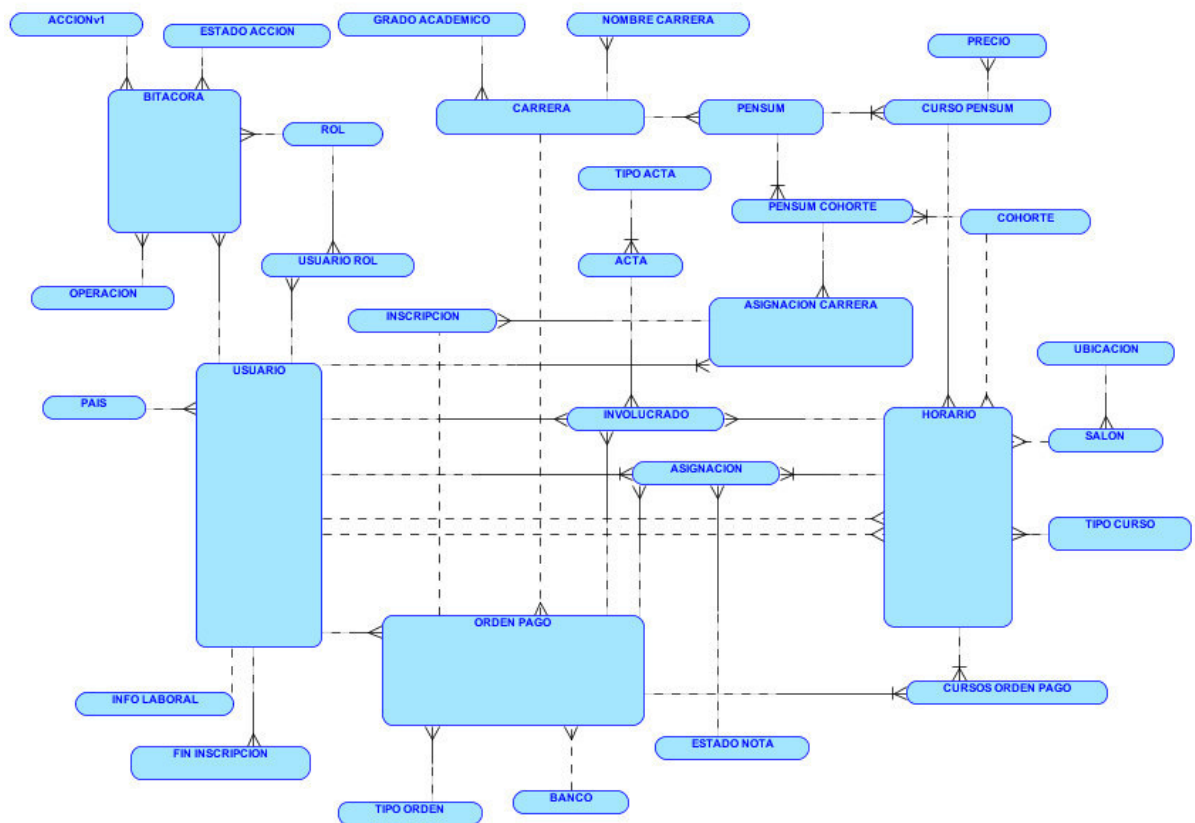 ACCIONv1
GRADO ACADEMICO
NOMBRE CARRERA
ESTADO ACCION
PRECIO
BITACORA
CARRERA
PENSUM
CURSO PENSUM
ROL
TIPO ACTA
PENSUM COHORTE
COHORTE
USUARIO ROL
ACTA
OPERACION
ASIGNACION CARRERA
INSCRIPCION
UBICACION
USUARIO
PAIS
INVOLUCRADO
HORARIO
SALON
ASIGNACION
TIPO CURSO
ORDEN PAGO
INFO LABORAL
CURSOS ORDEN PAGO
ESTADO NOTA
FIN INSCRIPCION
BANCO
TIPO ORDEN